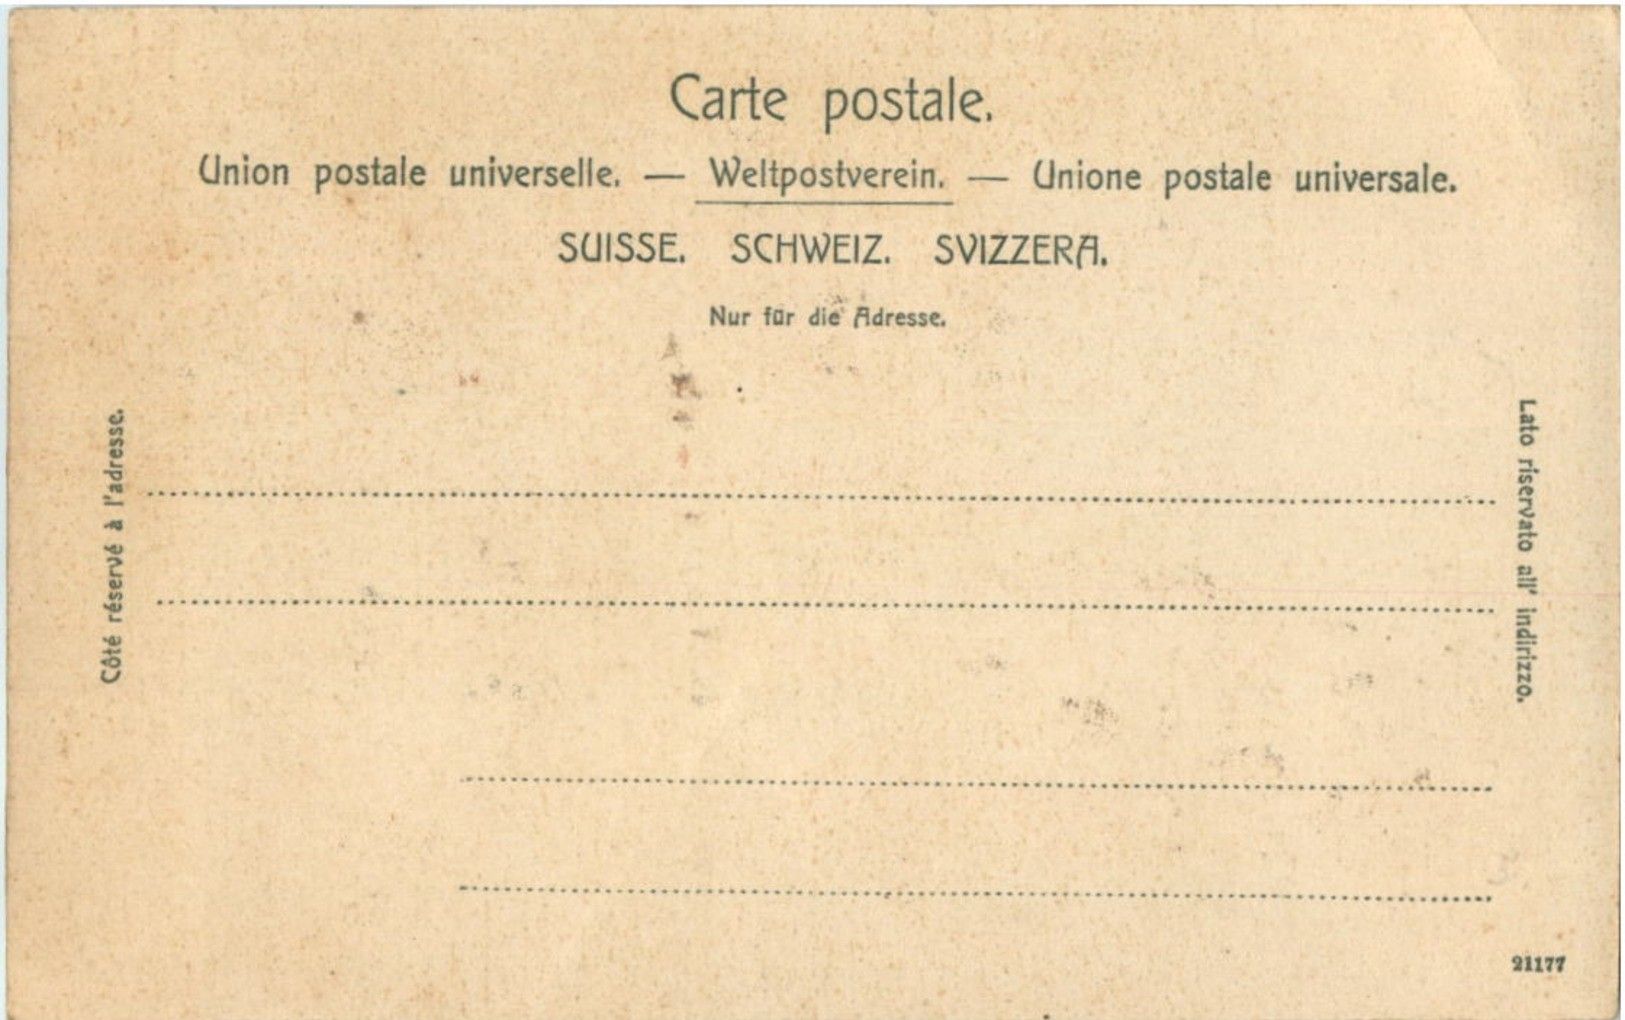 Carte postale.
Union postale universelle. — Weltpostverein. — Unione postale universale.
SUISSE. SCHWEIZ. SVIZZERA.
Nur für die Adresse.
Côté réservé à l'adresse.
Lato riservato all' indirizzo.
21177